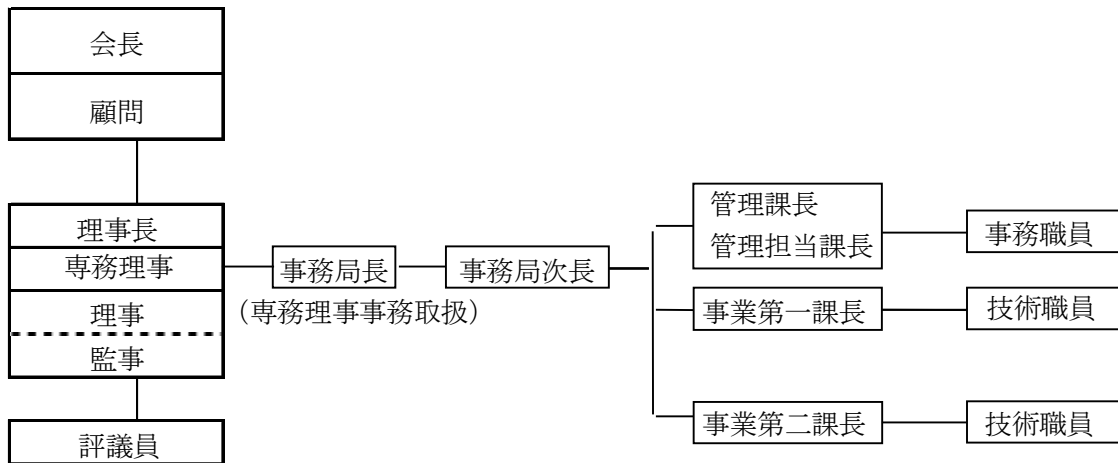 会長
顧問
理事長
専務理事
理事
監事
評議員
事務局長
(専務理事事務取扱)
事務局次長
管理課長
管理担当課長
事務職員
事業第一課長
技術職員
事業第二課長
技術職員